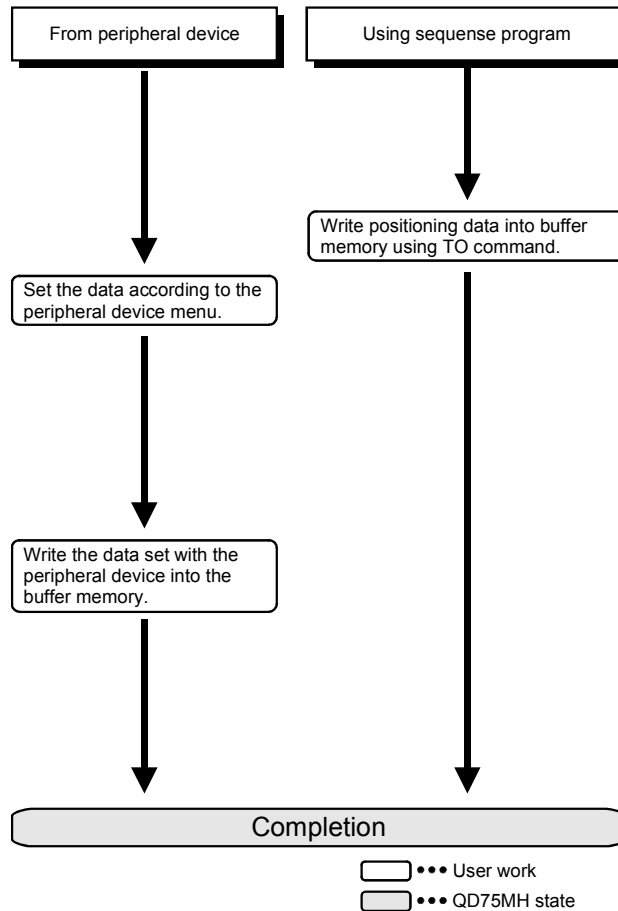 From peripheral device
Using sequense program
Write positioning data into buffer
memory using TO command.
Set the data according to the
peripheral device menu.
Write the data set with the
peripheral device into the
buffer memory.
Completion
••• User work
••• QD75MH state